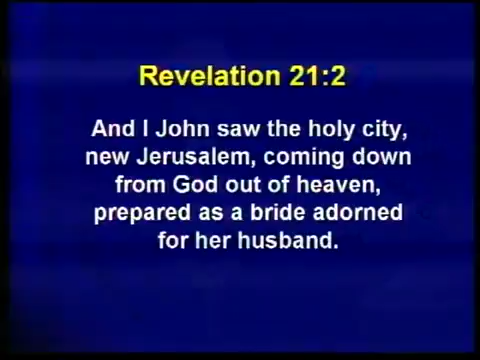 Revelation 21:2
And I John saw the holy city,
new Jerusalem, coming down
from God out of heaven,
prepared as a bride adorned
for her husband.